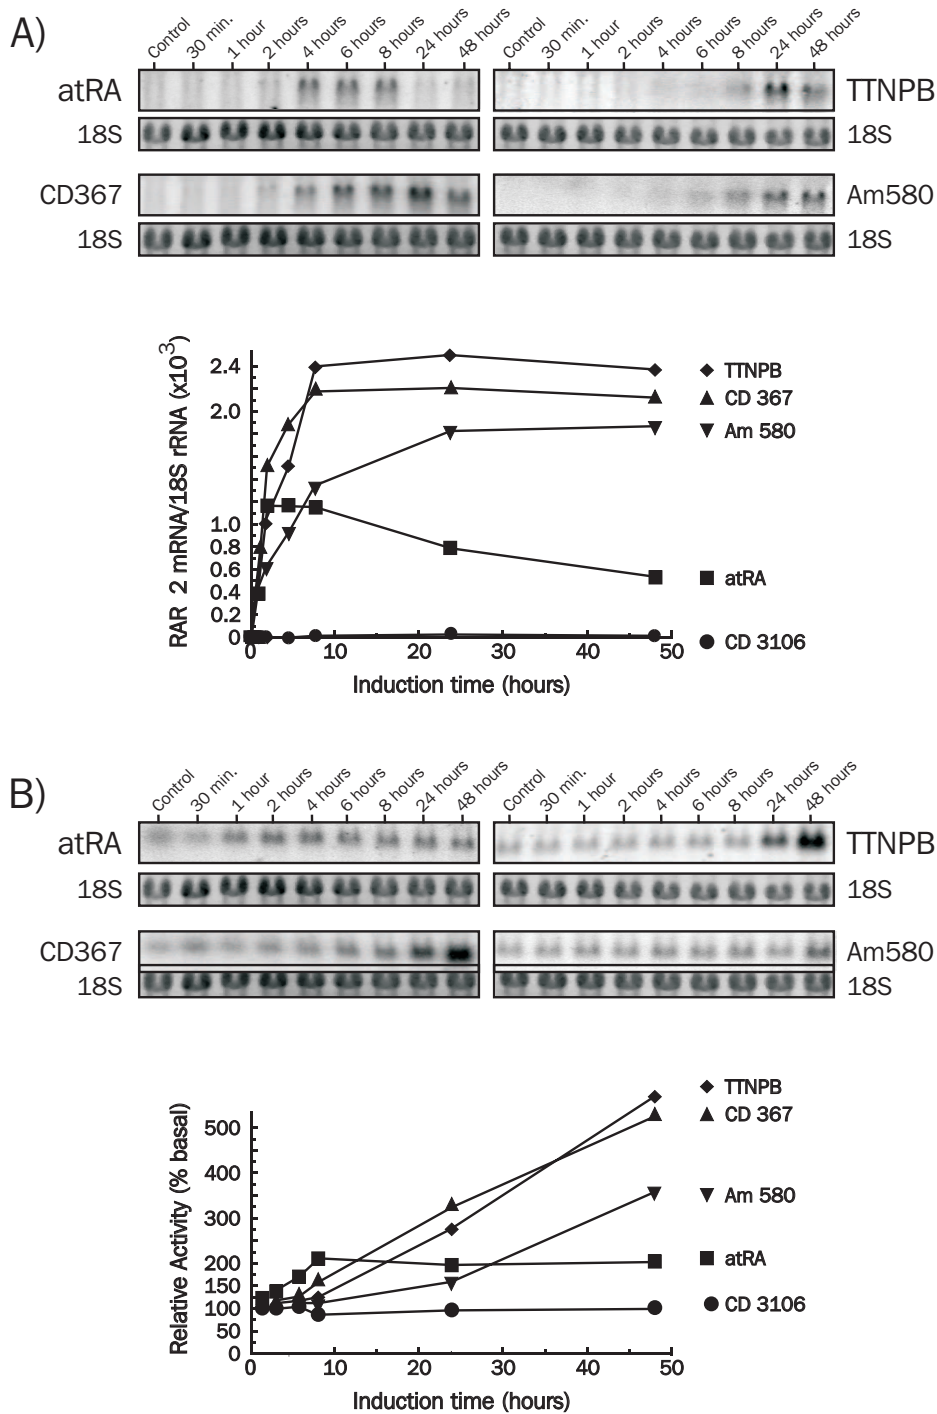 A)
Control 30 min. 1 hour 2 hours 4 hours 6 hours 8 hours 24 hours 48 hours Control 30 min. 1 hour 2 hours 4 hours 6 hours 8 hours 24 hours 48 hours
atRA TTNPB
18S 18S
CD367 Am580
18S 18S
RAR 2 mRNA/18S rRNA (x10³)
2.4
2.0
1.0
0.8
0.6
0.4
0.2
0
0 10 20 30 40 50
Induction time (hours)
TTNPB
CD 367
Am 580
atRA
CD 3106
B)
Control 30 min. 1 hour 2 hours 4 hours 6 hours 8 hours 24 hours 48 hours Control 30 min. 1 hour 2 hours 4 hours 6 hours 8 hours 24 hours 48 hours
atRA TTNPB
18S 18S
CD367 Am580
18S 18S
Relative Activity (% basal)
500
400
300
200
150
100
50
0
0 10 20 30 40 50
Induction time (hours)
TTNPB
CD 367
Am 580
atRA
CD 3106